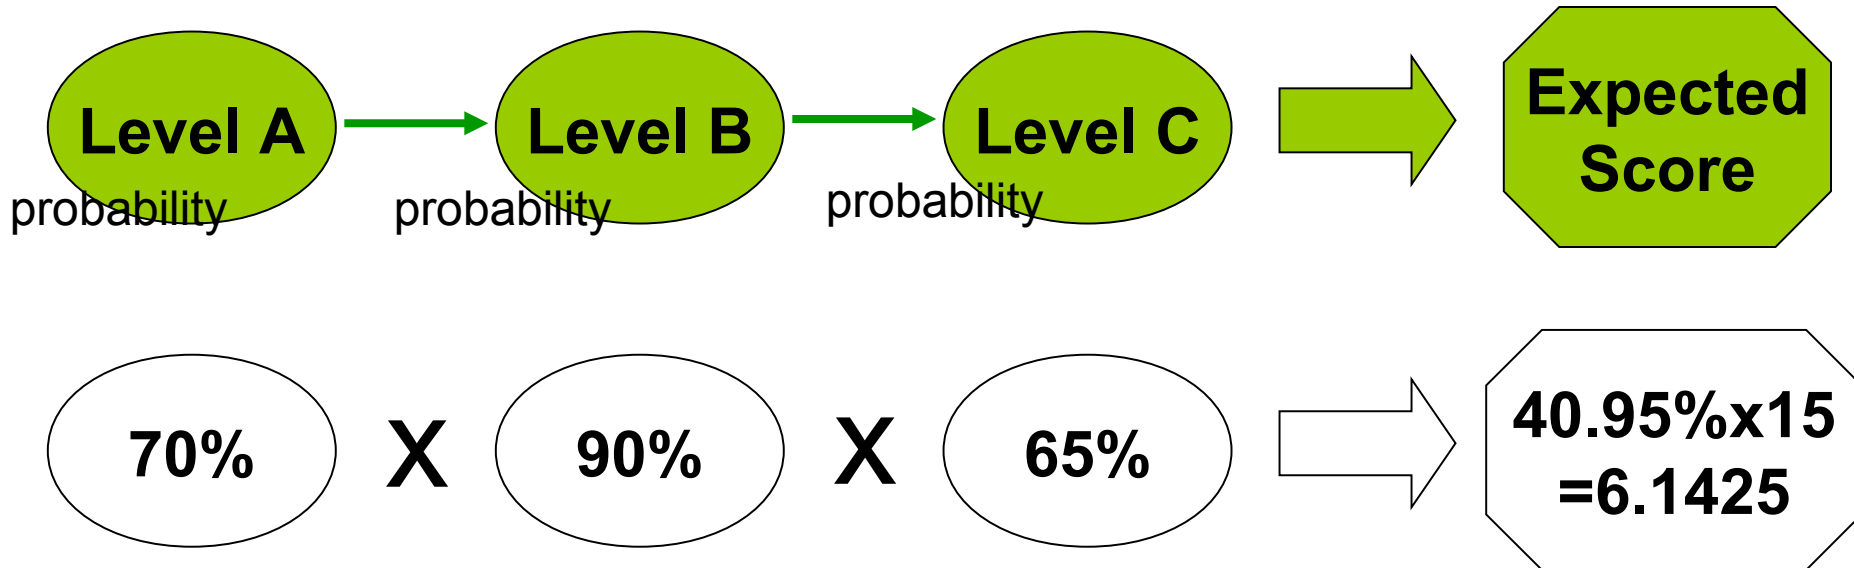 Level A
Level B
Level C
Expected
Score
probability
probability
probability
70%
X
90%
X
65%
40.95%x15
=6.1425